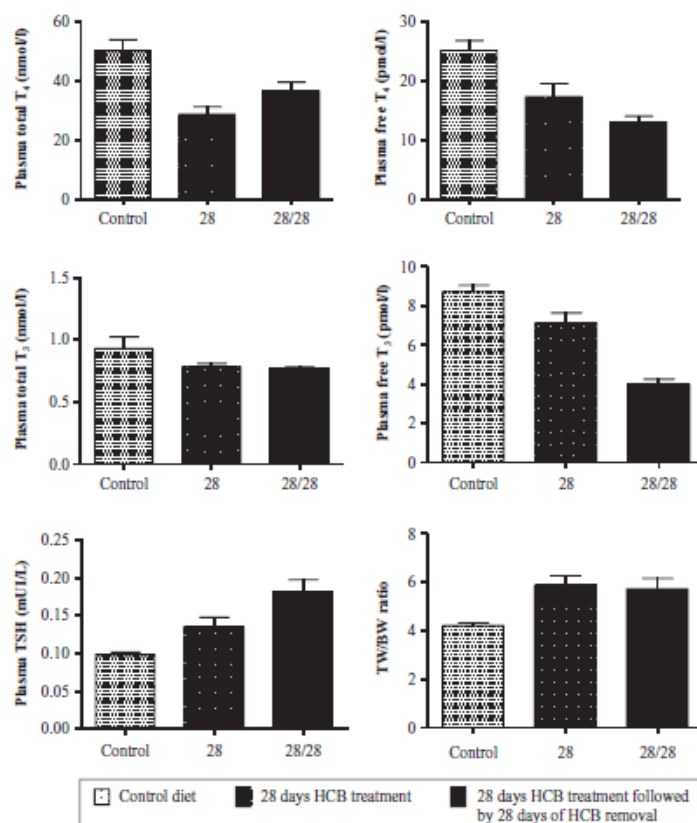 Plasma total T4 (nmol/l)
60
40
20
0
Control 28 28/28
Plasma free T4 (pmol/l)
30
20
10
0
Control 28 28/28
Plasma total T3 (nmol/l)
1.5
1.0
0.5
0.0
Control 28 28/28
Plasma free T3 (pmol/l)
10
8
6
4
2
0
Control 28 28/28
Plasma TSH (mUI/L)
0.25
0.20
0.15
0.10
0.05
0.00
Control 28 28/28
TW/BW ratio
8
6
4
2
0
Control 28 28/28
Control diet
28 days HCB treatment
28 days HCB treatment followed
by 28 days of HCB removal